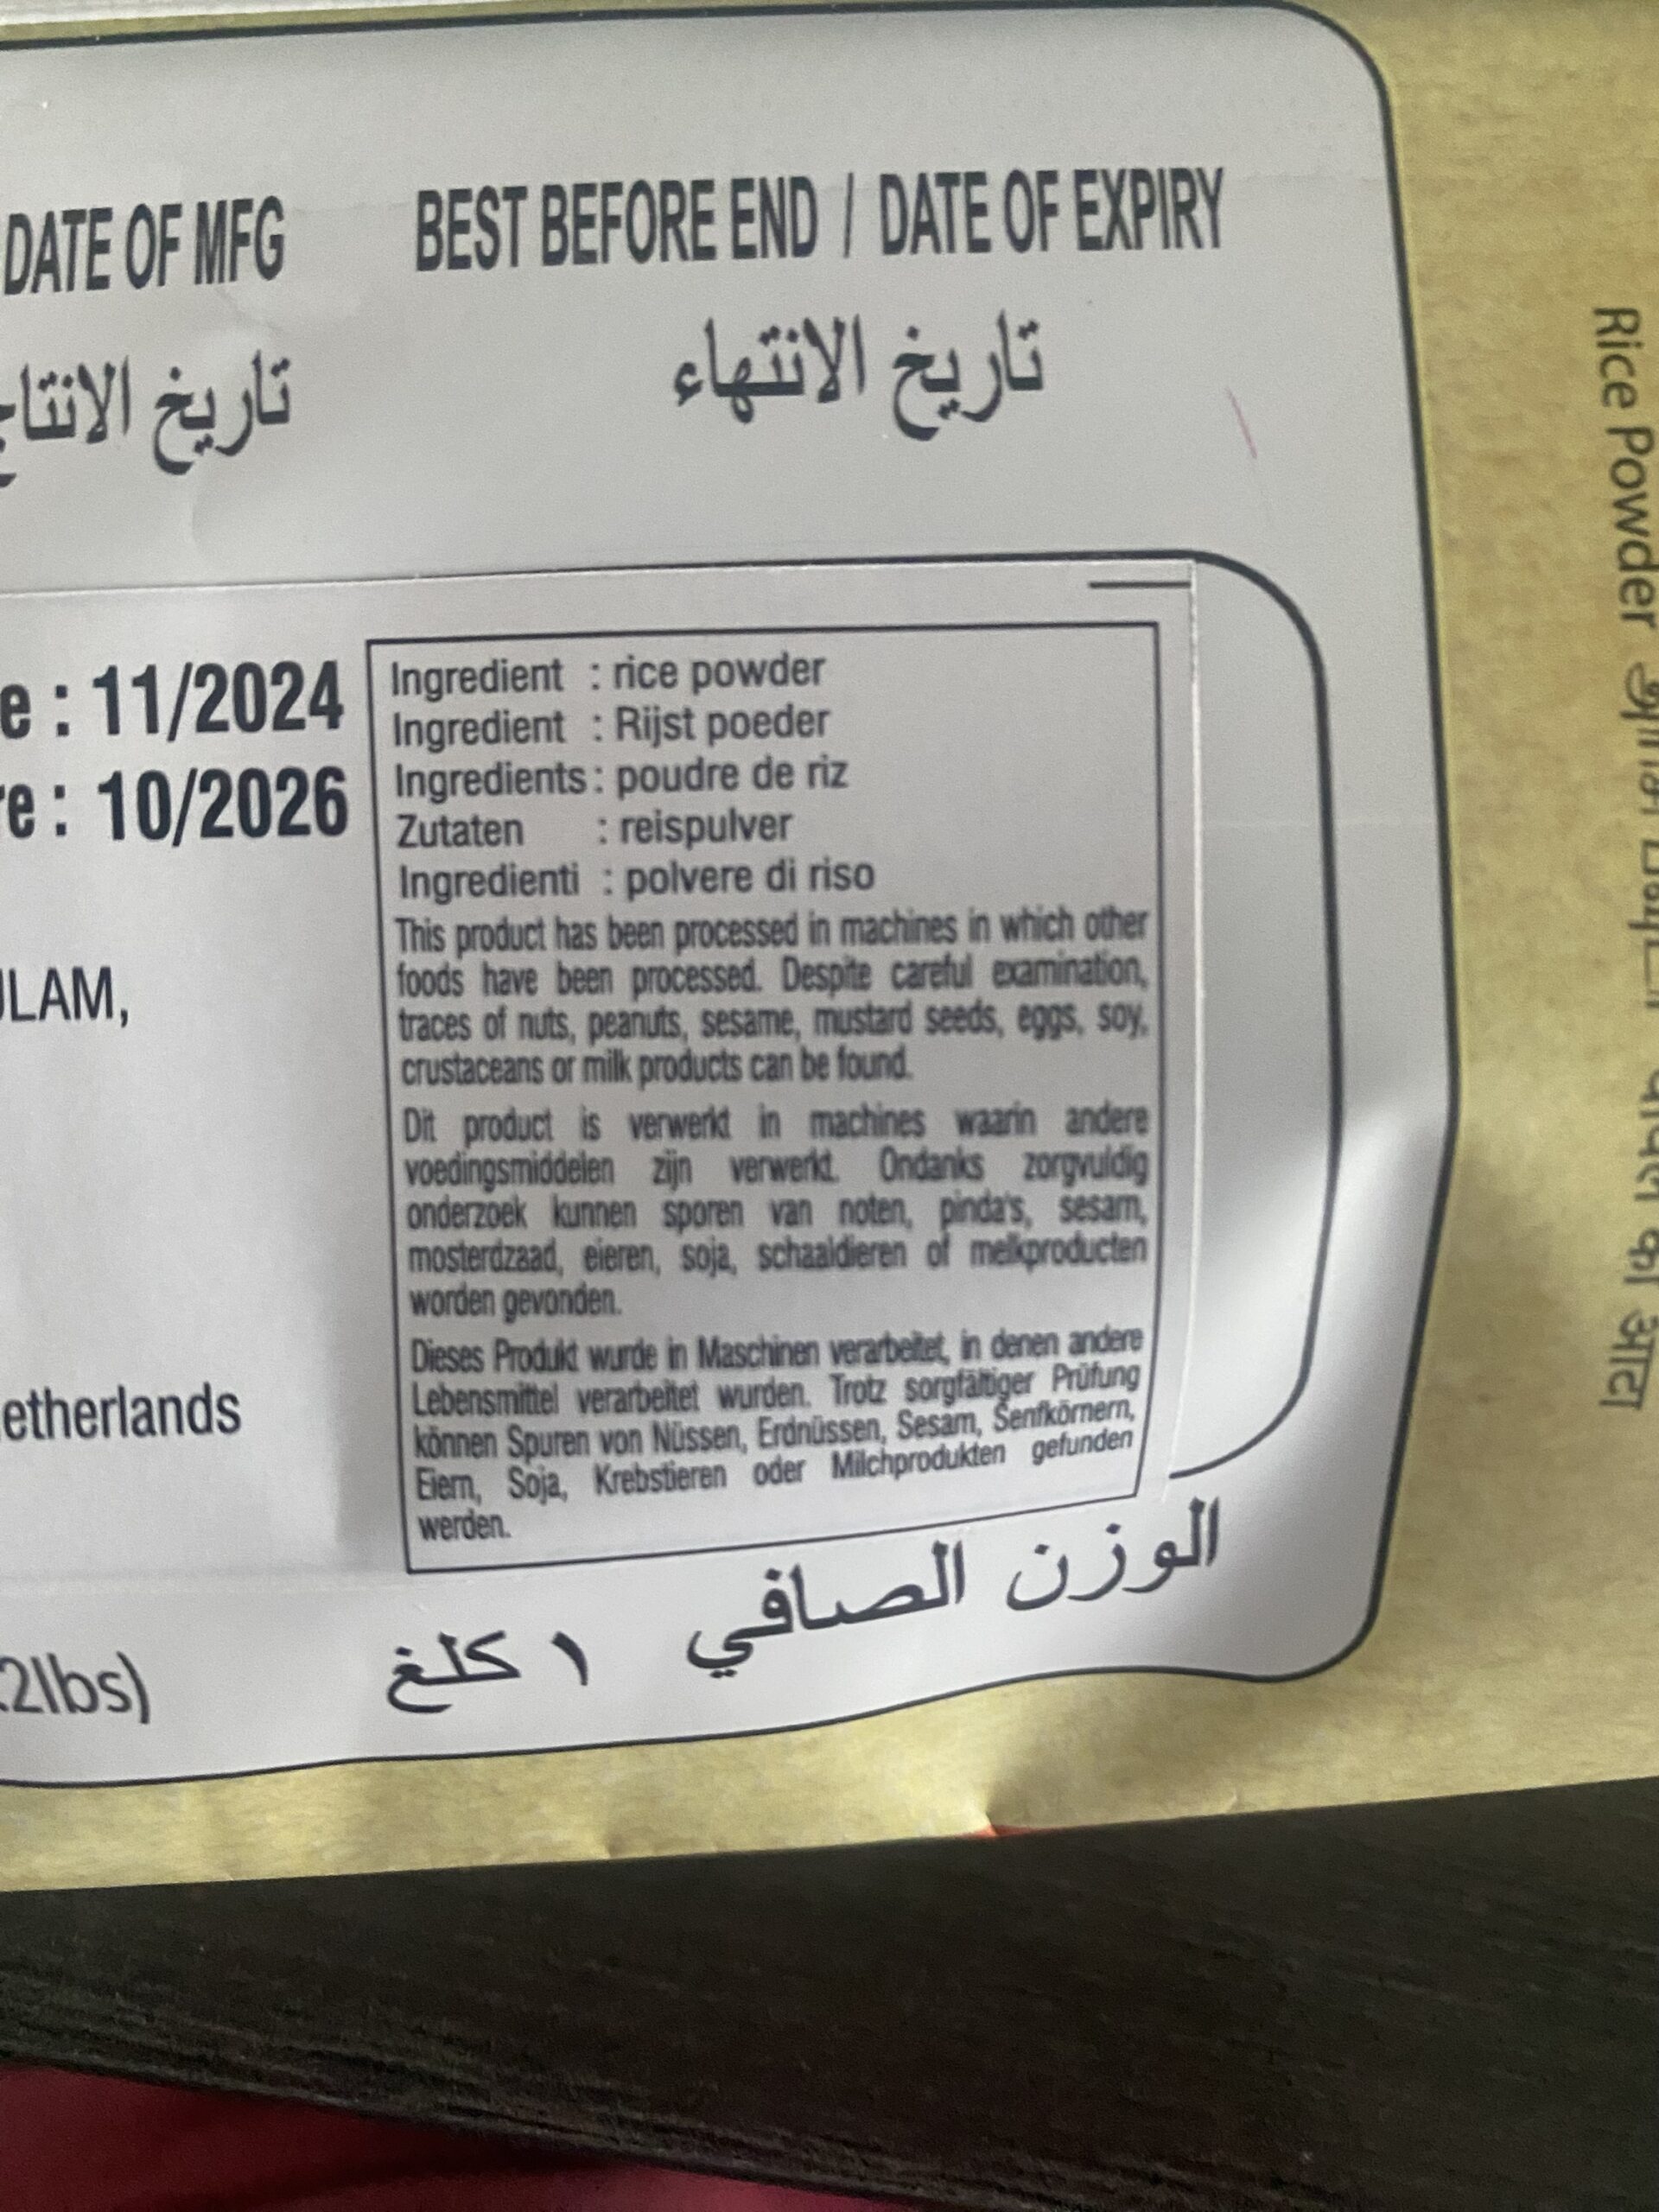 DATE OF MFG
BEST BEFORE END / DATE OF EXPIRY
تاريخ الانتاج
تاريخ الانتهاء
: 11/2024
: 10/2026
Ingredient : rice powder
Ingredient : Rijst poeder
Ingredients : poudre de riz
Zutaten : reispulver
Ingredienti : polvere di riso
This product has been processed in machines in which other
foods have been processed. Despite careful examination,
traces of nuts, peanuts, sesame, mustard seeds, eggs, soy,
crustaceans or milk products can be found.
Dit product is verwerkt in machines waarin andere
voedingsmiddelen zijn verwerkt. Ondanks zorgvuldig
onderzoek kunnen sporen van noten, pinda's, sesam,
mosterdzaad, eieren, soja, schaaldieren of melkproducten
worden gevonden.
Dieses Produkt wurde in Maschinen verarbeitet, in denen andere
Lebensmittel verarbeitet wurden. Trotz sorgfältiger Prüfung
können Spuren von Nüssen, Erdnüssen, Sesam, Senfkörnern,
Eiern, Soja, Krebstieren oder Milchprodukten gefunden
werden.
LAM,
etherlands
2lbs)
الوزن الصافي ١ كلغ
Rice Powder
का आटा